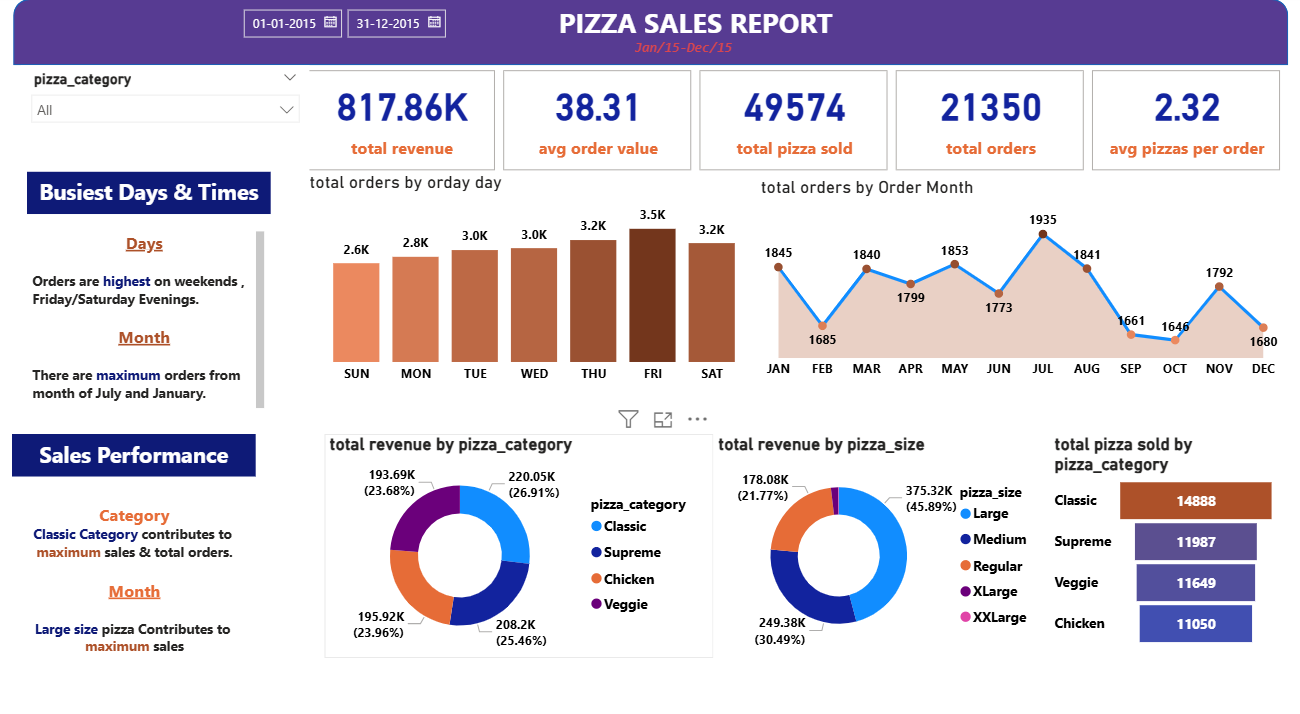 01-01-2015
31-12-2015
PIZZA SALES REPORT
Jan/15-Dec/15
pizza_category
All
817.86K
total revenue
38.31
avg order value
49574
total pizza sold
21350
total orders
2.32
avg pizzas per order
Busiest Days & Times
Days
Orders are highest on weekends ,
Friday/Saturday Evenings.
Month
There are maximum orders from
month of July and January.
total orders by orday day
2.6K
2.8K
3.0K
3.0K
3.2K
3.5K
3.2K
SUN
MON
TUE
WED
THU
FRI
SAT
total orders by Order Month
1845
1685
1840
1799
1853
1773
1935
1841
1661
1646
1792
1680
JAN
FEB
MAR
APR
MAY
JUN
JUL
AUG
SEP
OCT
NOV
DEC
Sales Performance
Category
Classic Category contributes to
maximum sales & total orders.
Month
Large size pizza Contributes to
maximum sales
total revenue by pizza_category
193.69K
(23.68%)
220.05K
(26.91%)
195.92K
(23.96%)
208.2K
(25.46%)
pizza_category
Classic
Supreme
Chicken
Veggie
total revenue by pizza_size
178.08K
(21.77%)
375.32K
(45.89%)
249.38K
(30.49%)
pizza_size
Large
Medium
Regular
XLarge
XXLarge
total pizza sold by
pizza_category
Classic 14888
Supreme 11987
Veggie 11649
Chicken 11050